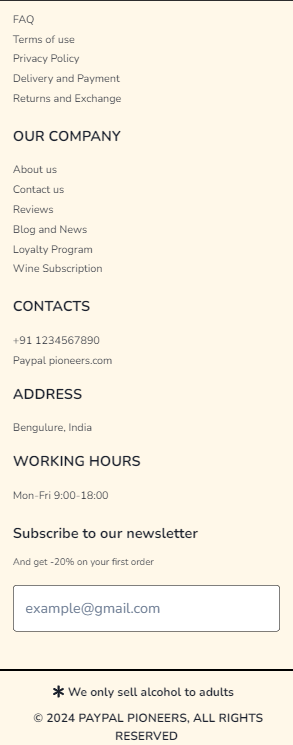 FAQ
Terms of use
Privacy Policy
Delivery and Payment
Returns and Exchange
OUR COMPANY
About us
Contact us
Reviews
Blog and News
Loyalty Program
Wine Subscription
CONTACTS
+91 1234567890
Paypal pioneers.com
ADDRESS
Bengulure, India
WORKING HOURS
Mon-Fri 9:00-18:00
Subscribe to our newsletter
And get -20% on your first order
example@gmail.com
* We only sell alcohol to adults
© 2024 PAYPAL PIONEERS, ALL RIGHTS
RESERVED